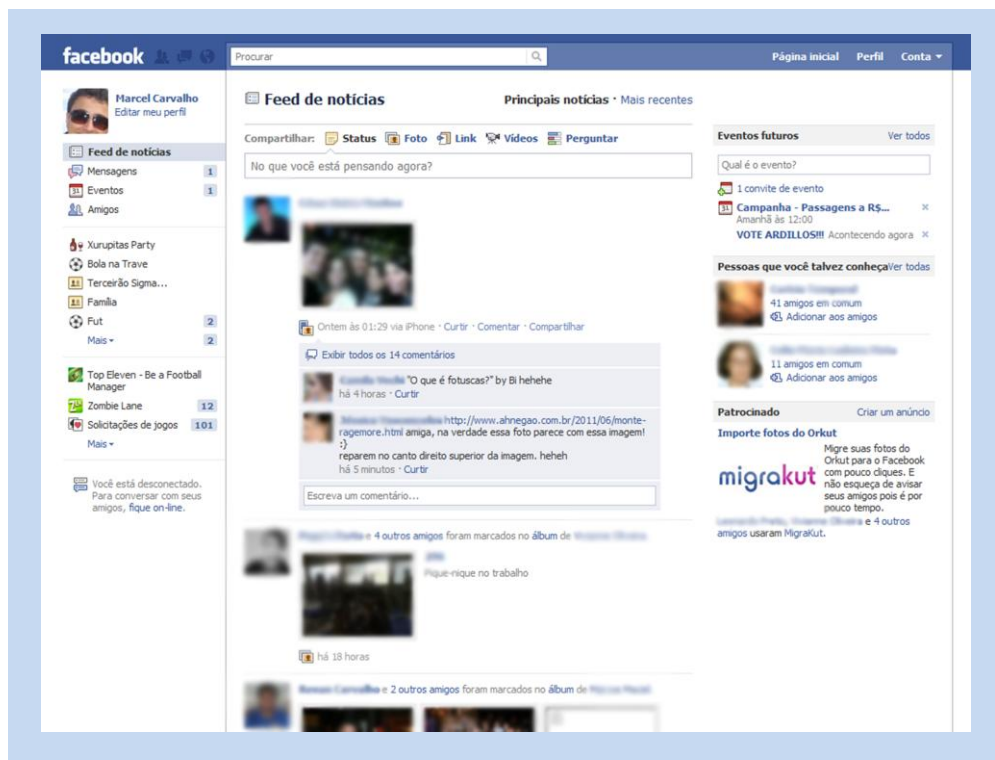 facebook
Procurar
Página inicial Perfil Conta
Marcel Carvalho
Editar meu perfil
Feed de notícias
Mensagens 1
Eventos 1
Amigos
Xurupitas Party
Bola na Trave
Terceirão Sigma...
Família
Fut 2
Mais 2
Top Eleven - Be a Football
Manager
Zombie Lane 12
Solicitações de jogos 101
Mais
Você está desconectado.
Para conversar com seus
amigos, fique on-line.
Feed de notícias
Principais notícias · Mais recentes
Compartilhar: Status Foto Link Vídeos Perguntar
No que você está pensando agora?
Ontem às 01:29 via iPhone · Curtir · Comentar · Compartilhar
Exibir todos os 14 comentários
"O que é fotuscas?" by Bi hehehe
há 4 horas · Curtir
http://www.ahnegao.com.br/2011/06/monte-
ragemore.html amiga, na verdade essa foto parece com essa imagem!
:}
reparem no canto direito superior da imagem. heheh
há 5 minutos · Curtir
Escreva um comentário...
e 4 outros amigos foram marcados no álbum de
Pique-nique no trabalho
há 18 horas
e 2 outros amigos foram marcados no álbum de
Eventos futuros Ver todos
Qual é o evento?
1 convite de evento
31 Campanha - Passagens a R$... ×
Amanhã às 12:00
VOTE ARDILLOS!!! Acontecendo agora ×
Pessoas que você talvez conheça Ver todas
41 amigos em comum
Adicionar aos amigos
11 amigos em comum
Adicionar aos amigos
Patrocinado Criar um anúncio
Importe fotos do Orkut
migrakut
Migre suas fotos do
Orkut para o Facebook
com pouco cliques. E
não esqueça de avisar
seus amigos pois é por
pouco tempo.
e 4 outros
amigos usaram MigraKut.